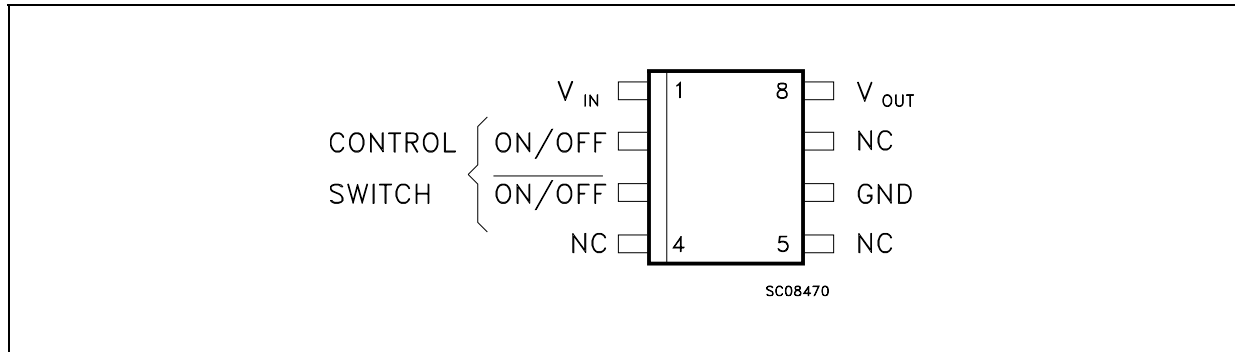 V IN 1 8 V OUT
CONTROL ON/OFF NC
SWITCH ON/OFF GND
NC 4 5 NC
SC08470